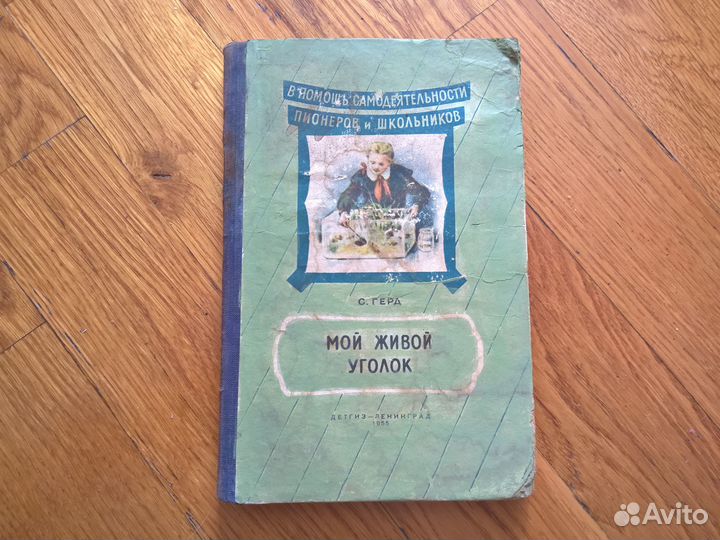 В ПОМОЩЬ САМОДЕЯТЕЛЬНОСТИ
ПИОНЕРОВ и ШКОЛЬНИКОВ
С. ГЕРД
МОЙ ЖИВОЙ
УГОЛОК
ДЕТГИЗ—ЛЕНИНГРАД
1955
Avito